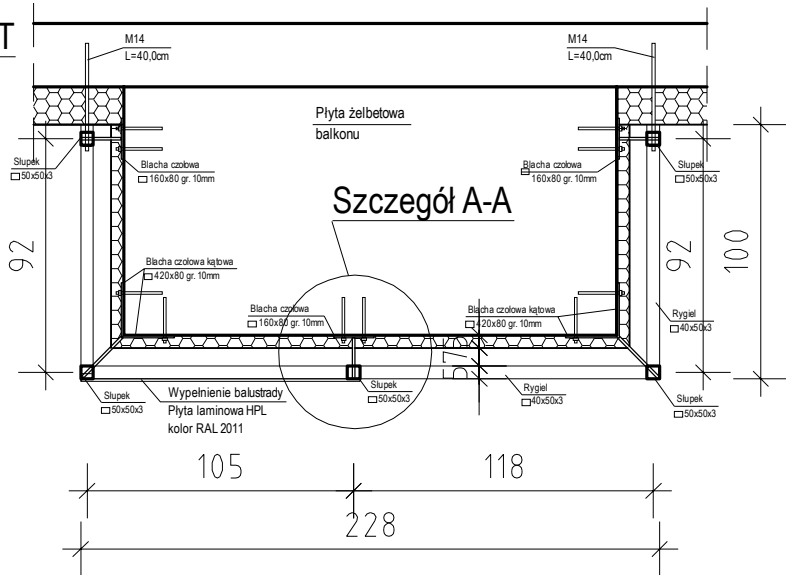 T
M14
L=40,0cm
M14
L=40,0cm
Płyta żelbetowa
balkonu
Słupek
50x50x3
Blacha czołowa
160x80 gr. 10mm
Blacha czołowa
160x80 gr. 10mm
Słupek
50x50x3
Szczegół A-A
92
92
100
Blacha czołowa kątowa
420x80 gr. 10mm
Blacha czołowa
160x80 gr. 10mm
Blacha czołowa kątowa
420x80 gr. 10mm
Rygiel
40x50x3
Słupek
50x50x3
Wypełnienie balustrady
Płyta laminowa HPL
kolor RAL 2011
Słupek
50x50x3
Rygiel
40x50x3
Słupek
50x50x3
105
118
228